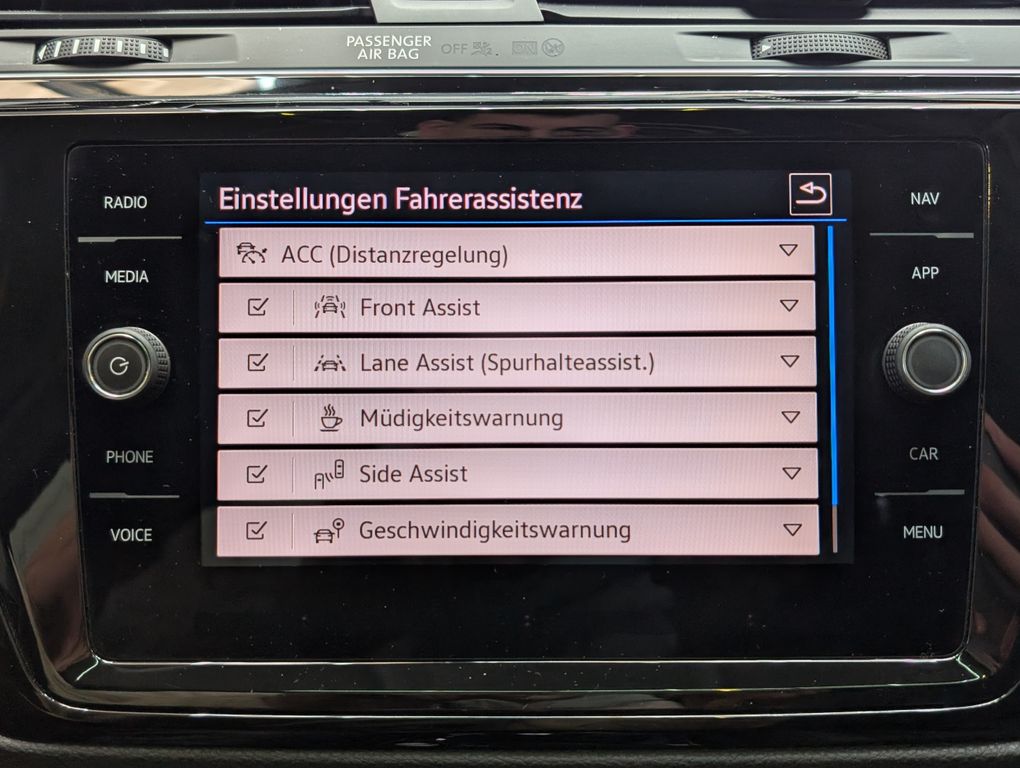 PASSENGER
AIR BAG OFF ON
Einstellungen Fahrerassistenz
RADIO
MEDIA
PHONE
VOICE
ACC (Distanzregelung)
Front Assist
Lane Assist (Spurhalteassist.)
Müdigkeitswarnung
Side Assist
Geschwindigkeitswarnung
NAV
APP
CAR
MENU